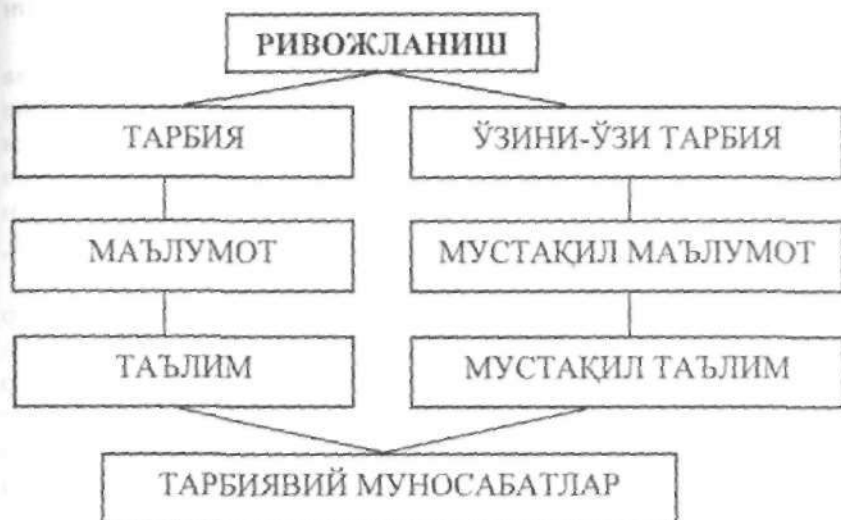 РИВОЖЛАНИШ
ТАРБИЯ
ЎЗИНИ-ЎЗИ ТАРБИЯ
МАЪЛУМОТ
МУСТАҚИЛ МАЪЛУМОТ
ТАЪЛИМ
МУСТАҚИЛ ТАЪЛИМ
ТАРБИЯВИЙ МУНОСАБАТЛАР